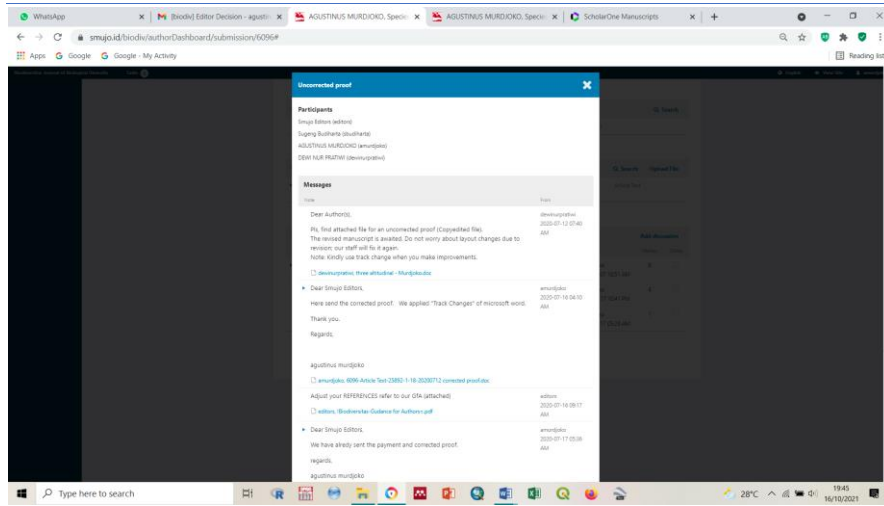 WhatsApp
[biodiv] Editor Decision - agustin
AGUSTINUS MURDJOKO, Specie
AGUSTINUS MURDJOKO, Specie
ScholarOne Manuscripts
smujo.id/biodiv/authorDashboard/submission/6096#
Apps Google Google - My Activity
Reading list
Uncorrected proof
Participants
Smujo Editors (editors)
Sugeng Budiharta (sbudiharta)
AGUSTINUS MURDJOKO (amurdjoko)
DEWI NUR PRATIWI (dewinurpratiwi)
Messages
Note From
Dear Author(s), dewinurpratiwi
2020-07-12 07:40
AM
Pls, find attached file for an uncorrected proof (Copyedited file).
The revised manuscript is awaited. Do not worry about layout changes due to
revision; our staff will fix it again.
Note: Kindly use track change when you make improvements.
dewinurpratiwi, three altitudinal - Murdjoko.doc
Dear Smujo Editors, amurdjoko
2020-07-16 04:10
AM
Here send the corrected proof. We applied "Track Changes" of microsoft word.
Thank you.
Regards,
agustinus murdjoko
amurdjoko, 6096-Article Text-25892-1-18-20200712 corrected proof.doc
Adjust your REFERENCES refer to our GfA (attached) editors
2020-07-16 09:17
AM
editors, !Biodiversitas Guidance for Authors+.pdf
Dear Smujo Editors, amurdjoko
2020-07-17 05:36
AM
We have alredy sent the payment and corrected proof.
regards,
agustinus murdjoko
Type here to search
28°C
19:45
16/10/2021